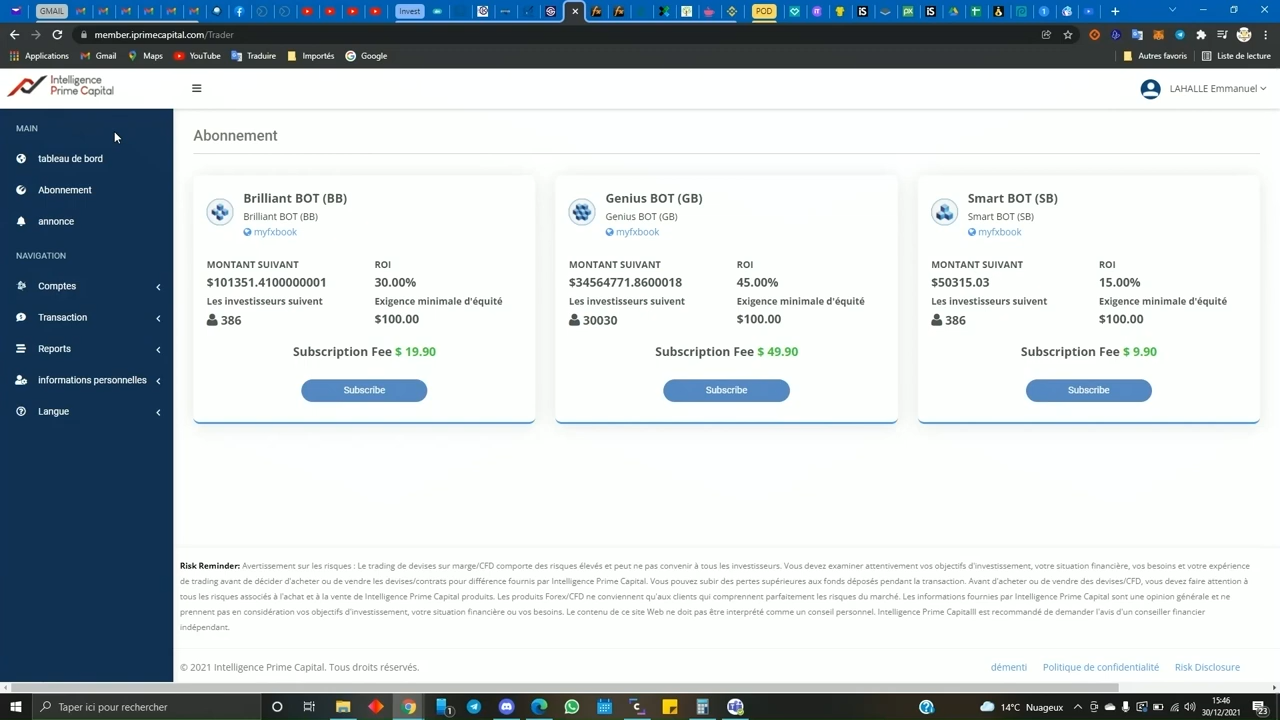 GMAIL
Invest
POD
member.iprimecapital.com/Trader
Applications
Gmail
Maps
YouTube
Traduire
Importés
Google
Autres favoris
Liste de lecture
Intelligence
Prime Capital
LAHALLE Emmanuel
MAIN
tableau de bord
Abonnement
annonce
NAVIGATION
Comptes
Transaction
Reports
informations personnelles
Langue
Abonnement
Brilliant BOT (BB)
Brilliant BOT (BB)
myfxbook
MONTANT SUIVANT ROI
$101351.4100000001 30.00%
Les investisseurs suivent Exigence minimale d'équité
386 $100.00
Subscription Fee $ 19.90
Subscribe
Genius BOT (GB)
Genius BOT (GB)
myfxbook
MONTANT SUIVANT ROI
$34564771.8600018 45.00%
Les investisseurs suivent Exigence minimale d'équité
30030 $100.00
Subscription Fee $ 49.90
Subscribe
Smart BOT (SB)
Smart BOT (SB)
myfxbook
MONTANT SUIVANT ROI
$50315.03 15.00%
Les investisseurs suivent Exigence minimale d'équité
386 $100.00
Subscription Fee $ 9.90
Subscribe
Risk Reminder: Avertissement sur les risques : Le trading de devises sur marge/CFD comporte des risques élevés et peut ne pas convenir à tous les investisseurs. Vous devez examiner attentivement vos objectifs d'investissement, votre situation financière, vos besoins et votre expérience
de trading avant de décider d'acheter ou de vendre les devises/contrats pour différence fournis par Intelligence Prime Capital. Vous pouvez subir des pertes supérieures aux fonds déposés pendant la transaction. Avant d'acheter ou de vendre des devises/CFD, vous devez faire attention à
tous les risques associés à l'achat et à la vente de Intelligence Prime Capital produits. Les produits Forex/CFD ne conviennent qu'aux clients qui comprennent parfaitement les risques du marché. Les informations fournies par Intelligence Prime Capital sont une opinion générale et ne
prennent pas en considération vos objectifs d'investissement, votre situation financière ou vos besoins. Le contenu de ce site Web ne doit pas être interprété comme un conseil personnel. Intelligence Prime Capitalll est recommandé de demander l'avis d'un conseiller financier
indépendant.
© 2021 Intelligence Prime Capital. Tous droits réservés.
démenti
Politique de confidentialité
Risk Disclosure
Taper ici pour rechercher
14°C Nuageux
15:46
30/12/2021